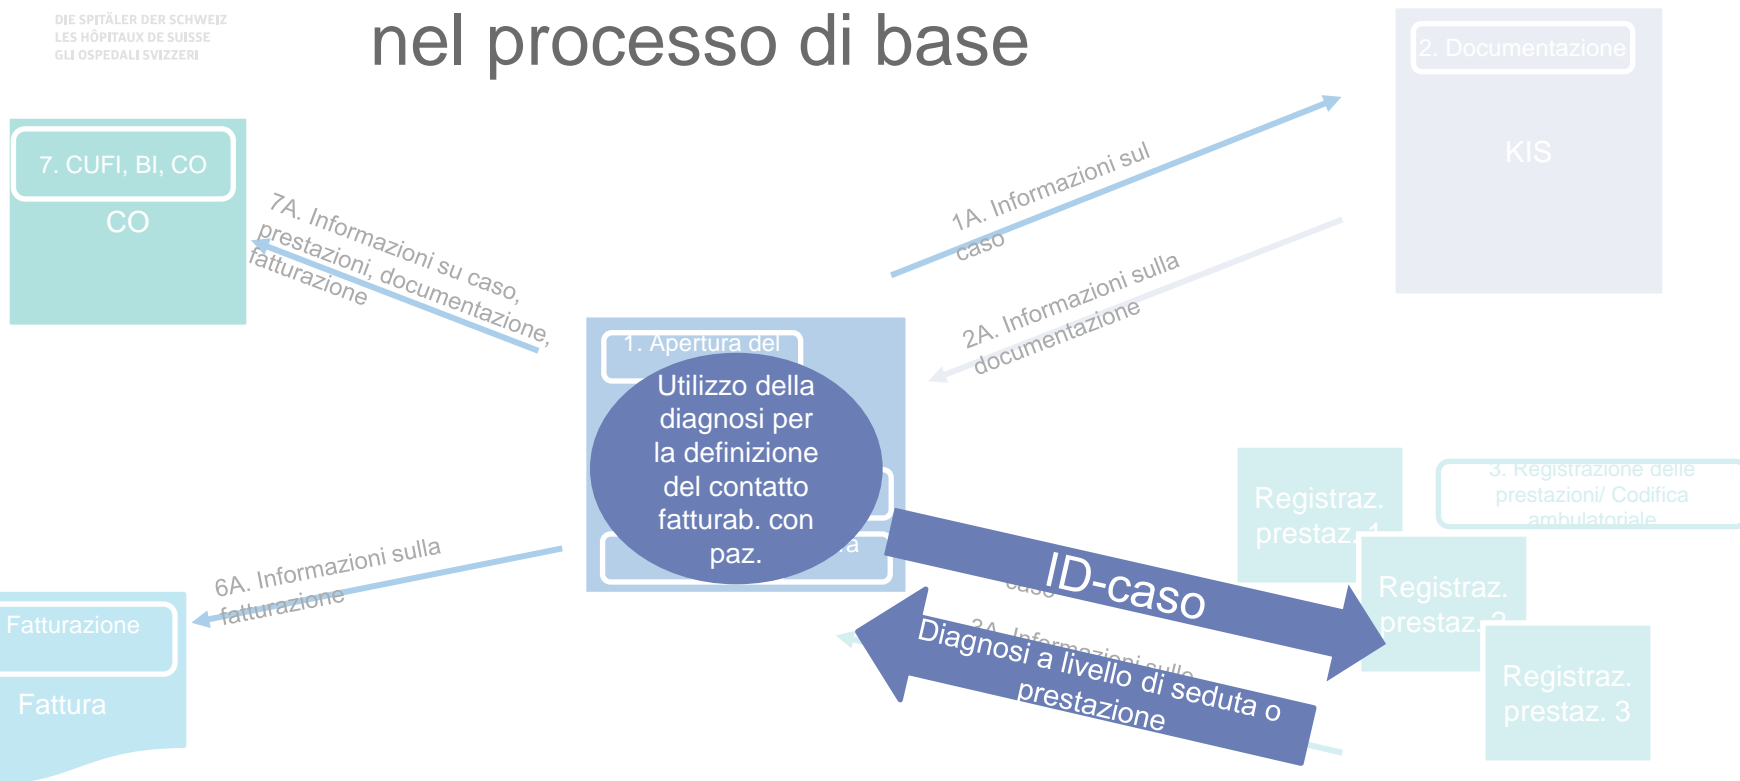 DIE SPITÄLER DER SCHWEIZ
LES HÔPITAUX DE SUISSE
GLI OSPEDALI SVIZZERI
nel processo di base
2. Documentazione
KIS
7. CUFI, BI, CO
CO
7A. Informazioni su caso,
prestazioni, documentazione,
fatturazione
1A. Informazioni sul
caso
2A. Informazioni sulla
documentazione
1. Apertura del
Utilizzo della
diagnosi per
la definizione
del contatto
fatturab. con
paz.
3. Registrazione delle
prestazioni/ Codifica
ambulatoriale
Registraz.
prestaz. 1
Registraz.
prestaz. 2
Registraz.
prestaz. 3
ID-caso
caso
3A. Informazioni sulle
Diagnosi a livello di seduta o
prestazione
6A. Informazioni sulla
fatturazione
Fatturazione
Fattura